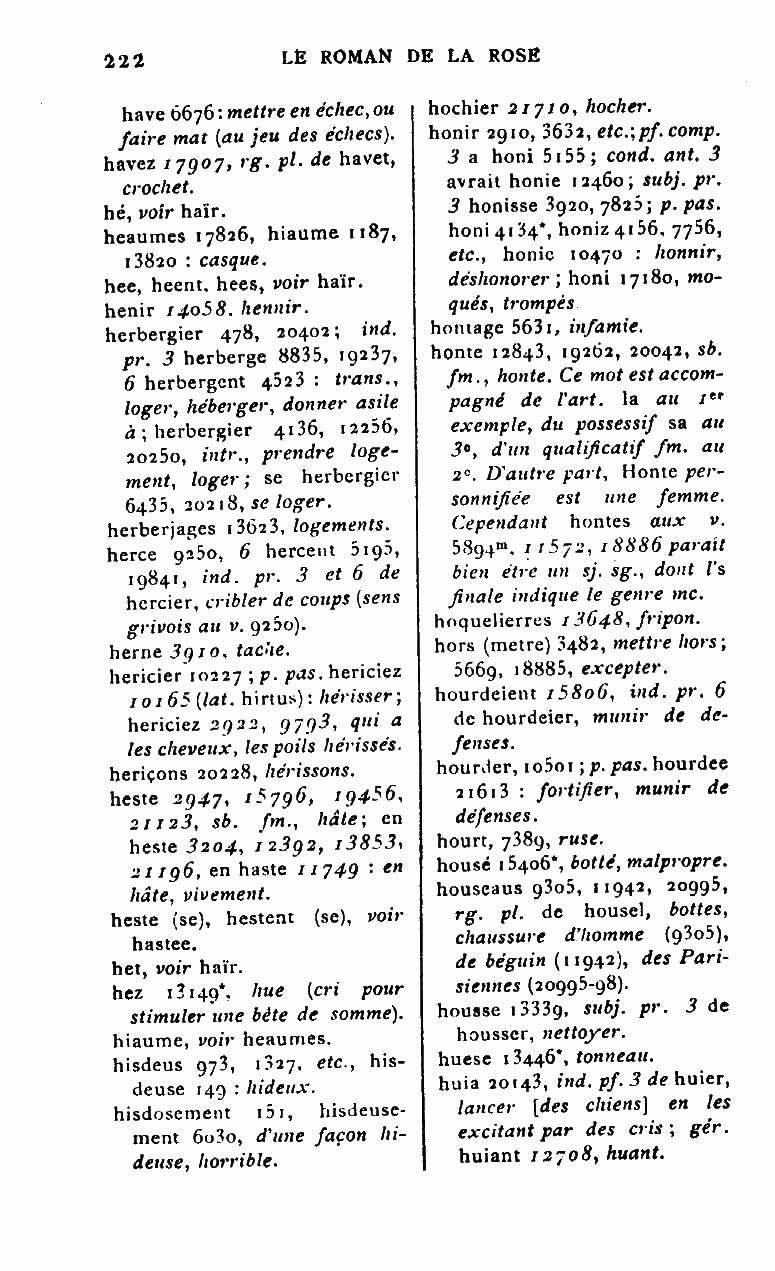 222 LE ROMAN DE LA ROSE
have 6676 : mettre en échec, ou
faire mat (au jeu des échecs).
havez 17907, rg. pl. de havet,
crochet.
hé, voir haïr.
heaumes 17826, hiaume 1187,
13820 : casque.
hee, heent, hees, voir haïr.
henir 14058. hennir.
herbergier 478, 20402; ind.
pr. 3 herberge 8835, 19237,
6 herbergent 4523 : trans.,
loger, héberger, donner asile
à; herbergier 4136, 12256,
20250, intr., prendre loge-
ment, loger; se herbergier
6435, 20218, se loger.
herberjages 13623, logements.
herce 9250, 6 hercent 5195,
19841, ind. pr. 3 et 6 de
hercier, cribler de coups (sens
grivois au v. 9250).
herne 3910, tache.
hericier 10227; p. pas. hericiez
10165 (lat. hirtus): hérisser;
hericiez 2922, 9793, qui a
les cheveux, les poils hérissés.
heriçons 20228, hérissons.
heste 2947, 15796, 19456,
21123, sb. fm., hâte; en
heste 3204, 12392, 13853,
21196, en haste 11749 : en
hâte, vivement.
heste (se), hestent (se), voir
hastee.
het, voir haïr.
hez 13149*, hue (cri pour
stimuler une bête de somme).
hiaume, voir heaumes.
hisdeus 973, 1327, etc., his-
deuse 149 : hideux.
hisdosement 151, hisdeuse-
ment 6030, d'une façon hi-
deuse, horrible.
hochier 21710, hocher.
honir 2910, 3632, etc.; pf. comp.
3 a honi 5155; cond. ant. 3
avrait honie 12460; subj. pr.
3 honisse 3920, 7825; p. pas.
honi 4134*, honiz 4156, 7756,
etc., honie 10470 : honnir,
déshonorer; honi 17180, mo-
qués, trompés
hontage 5631, infamie.
honte 12843, 19262, 20042, sb.
fm., honte. Ce mot est accom-
pagné de l'art. la au 1er
exemple, du possessif sa au
3e, d'un qualificatif fm. au
2e. D'autre part, Honte per-
sonnifiée est une femme.
Cependant hontes aux v.
5894m, 11572, 18886 parait
bien être un sj. sg., dont l's
finale indique le genre mc.
hoquelierres 13648, fripon.
hors (metre) 3482, mettre hors;
5669, 18885, excepter.
hourdeient 15806, ind. pr. 6
de hourdeier, munir de de-
fenses.
hourder, 10501; p. pas. hourdee
21613 : fortifier, munir de
défenses.
hourt, 7389, ruse.
housé 15406*, botté, malpropre.
houseaus 9305, 11942, 20995,
rg. pl. de housel, bottes,
chaussure d'homme (9305),
de béguin (11942), des Pari-
siennes (20995-98).
housse 13339, subj. pr. 3 de
housser, nettoyer.
huese 13446*, tonneau.
huia 20143, ind. pf. 3 de huier,
lancer [des chiens] en les
excitant par des cris; gér.
huiant 12708, huant.